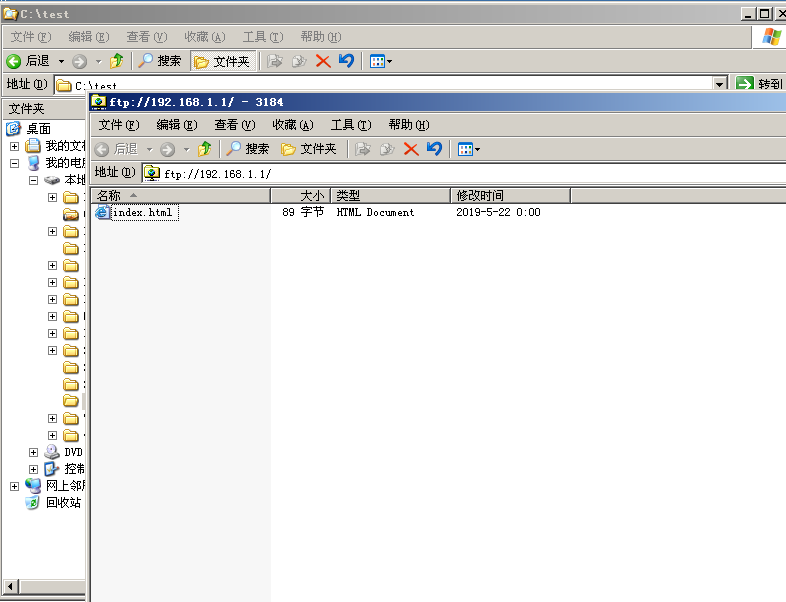 C:\test
文件(F) 编辑(E) 查看(V) 收藏(A) 工具(T) 帮助(H)
后退 搜索 文件夹
地址(D) C:\test 转到
文件夹
桌面
我的文档
我的电脑
本地
DVD
控制
网上邻居
回收站
ftp://192.168.1.1/ - 3184
文件(F) 编辑(E) 查看(V) 收藏(A) 工具(T) 帮助(H)
后退 搜索 文件夹
地址(D) ftp://192.168.1.1/
名称 大小 类型 修改时间
index.html 89 字节 HTML Document 2019-5-22 0:00